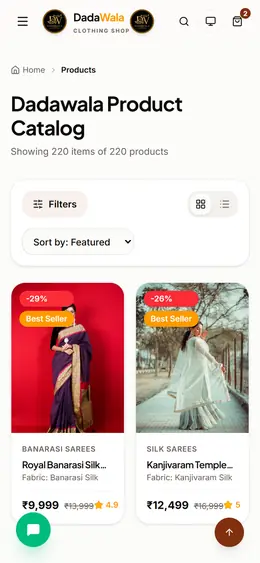 DadaWala
CLOTHING SHOP
2
Home > Products
Dadawala Product
Catalog
Showing 220 items of 220 products
Filters
Sort by: Featured
-29%
Best Seller
BANARASI SAREES
Royal Banarasi Silk...
Fabric: Banarasi Silk
₹9,999 ₹13,999 4.9
-26%
Best Seller
SILK SAREES
Kanjivaram Temple...
Fabric: Kanjivaram Silk
₹12,499 ₹16,999 5